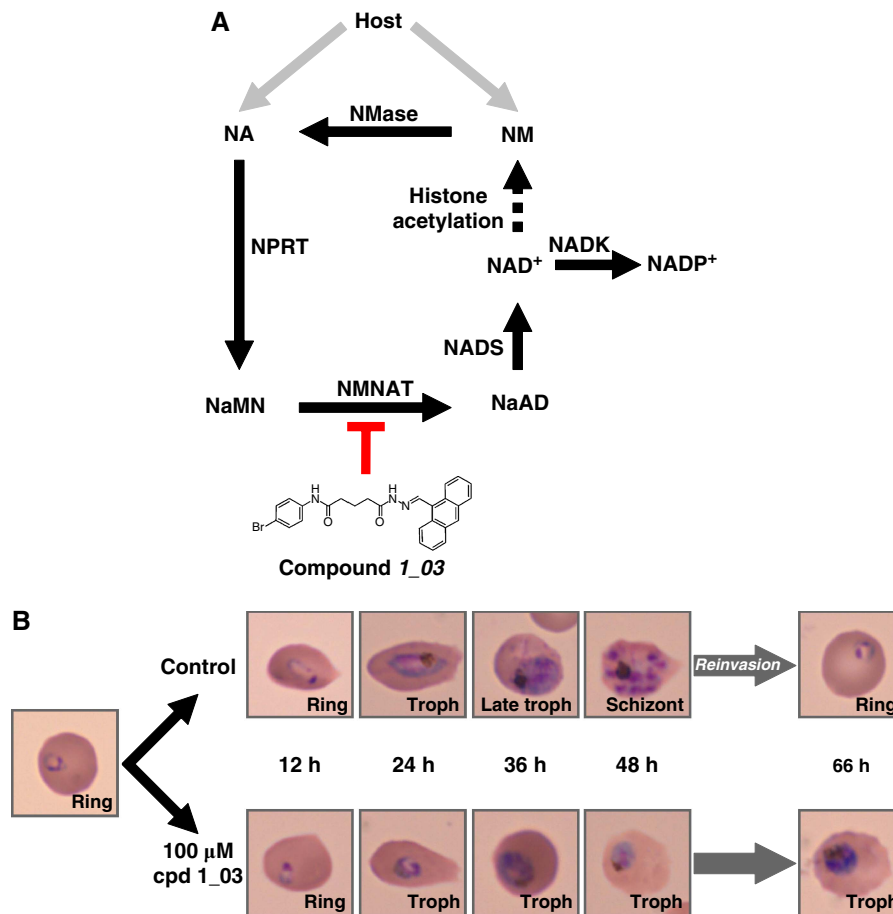 A
Host
NMase
NA
NM
Histone
acetylation
NADK
NPRT
NAD+
NADP+
NADS
NMNAT
NaMN
NaAD
H
N
O
Br
H
N
N
O
Compound 1_03
B
Control
Ring
Troph
Late troph
Schizont
Reinvasion
Ring
Ring
12 h
24 h
36 h
48 h
66 h
100 µM
cpd 1_03
Ring
Troph
Troph
Troph
Troph